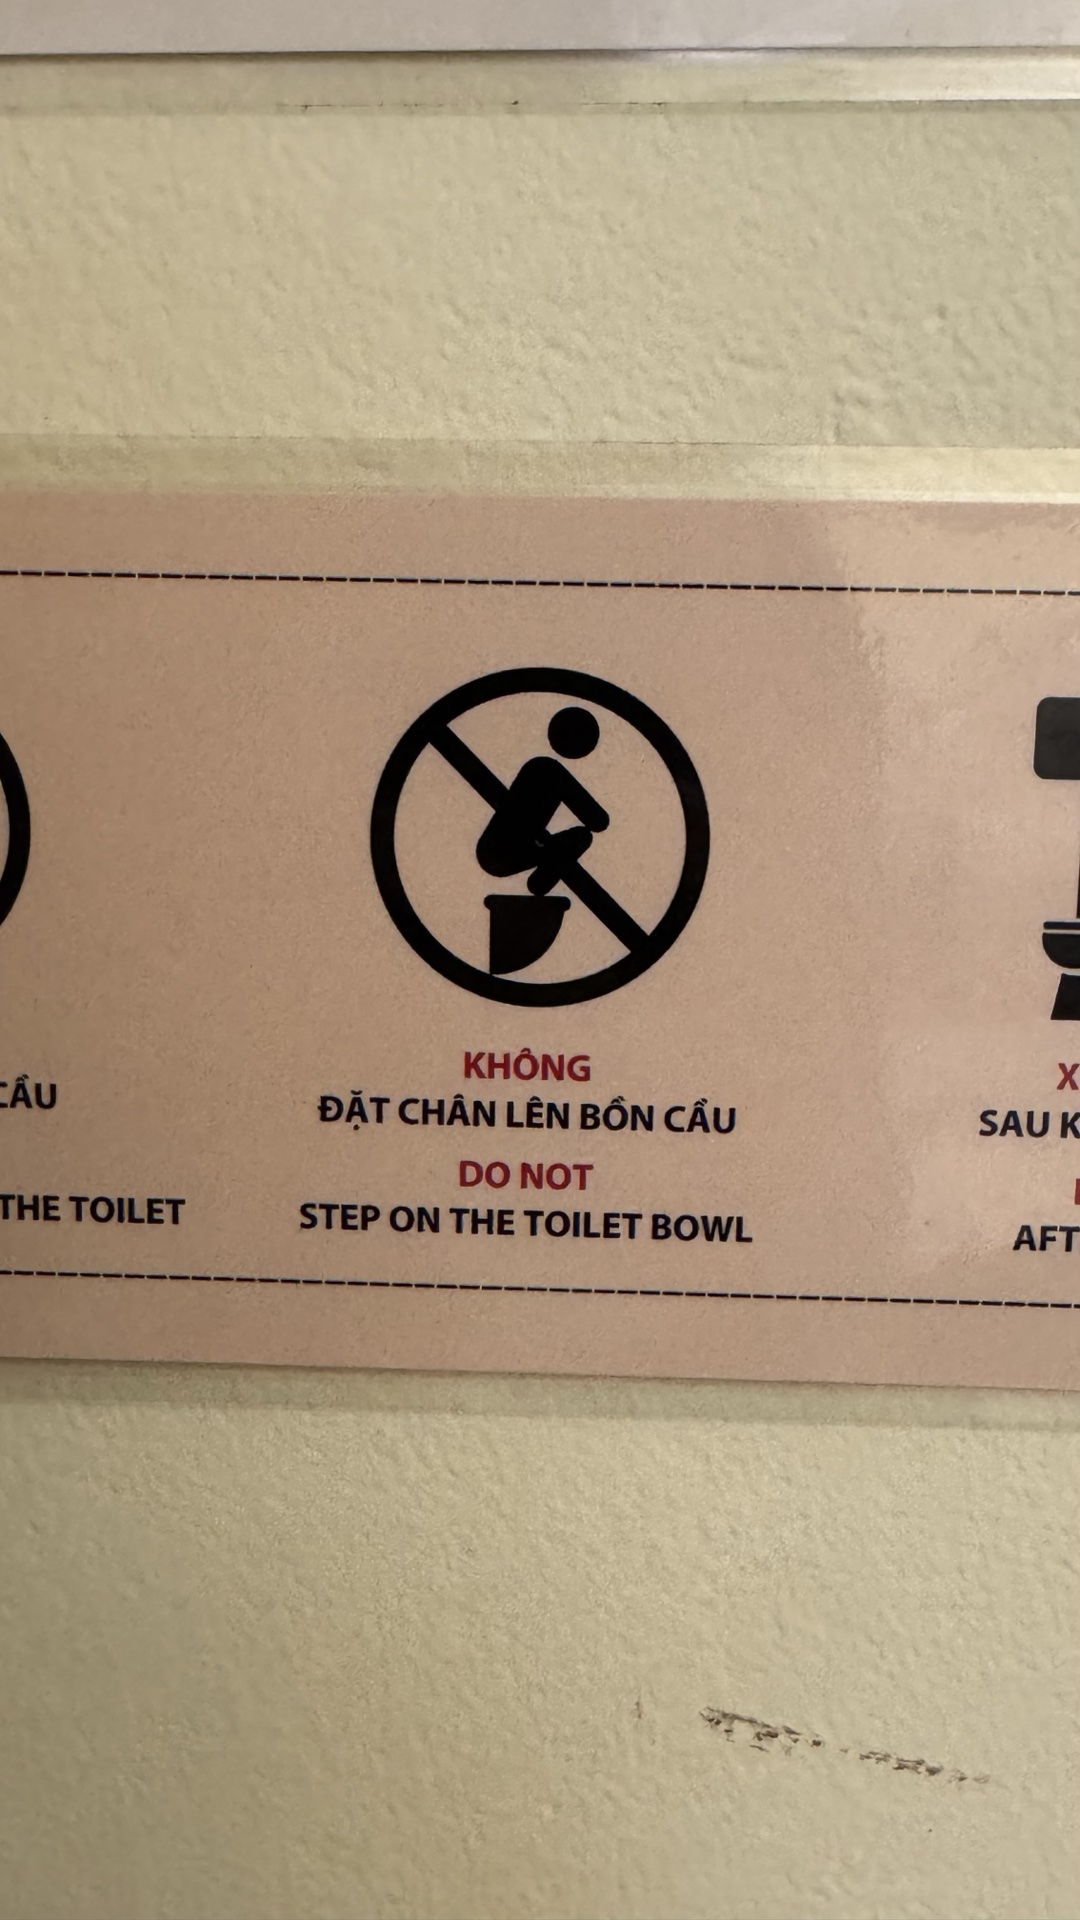 CẦU
THE TOILET
KHÔNG
ĐẶT CHÂN LÊN BỒN CẦU
DO NOT
STEP ON THE TOILET BOWL
X
SAU K
AFT